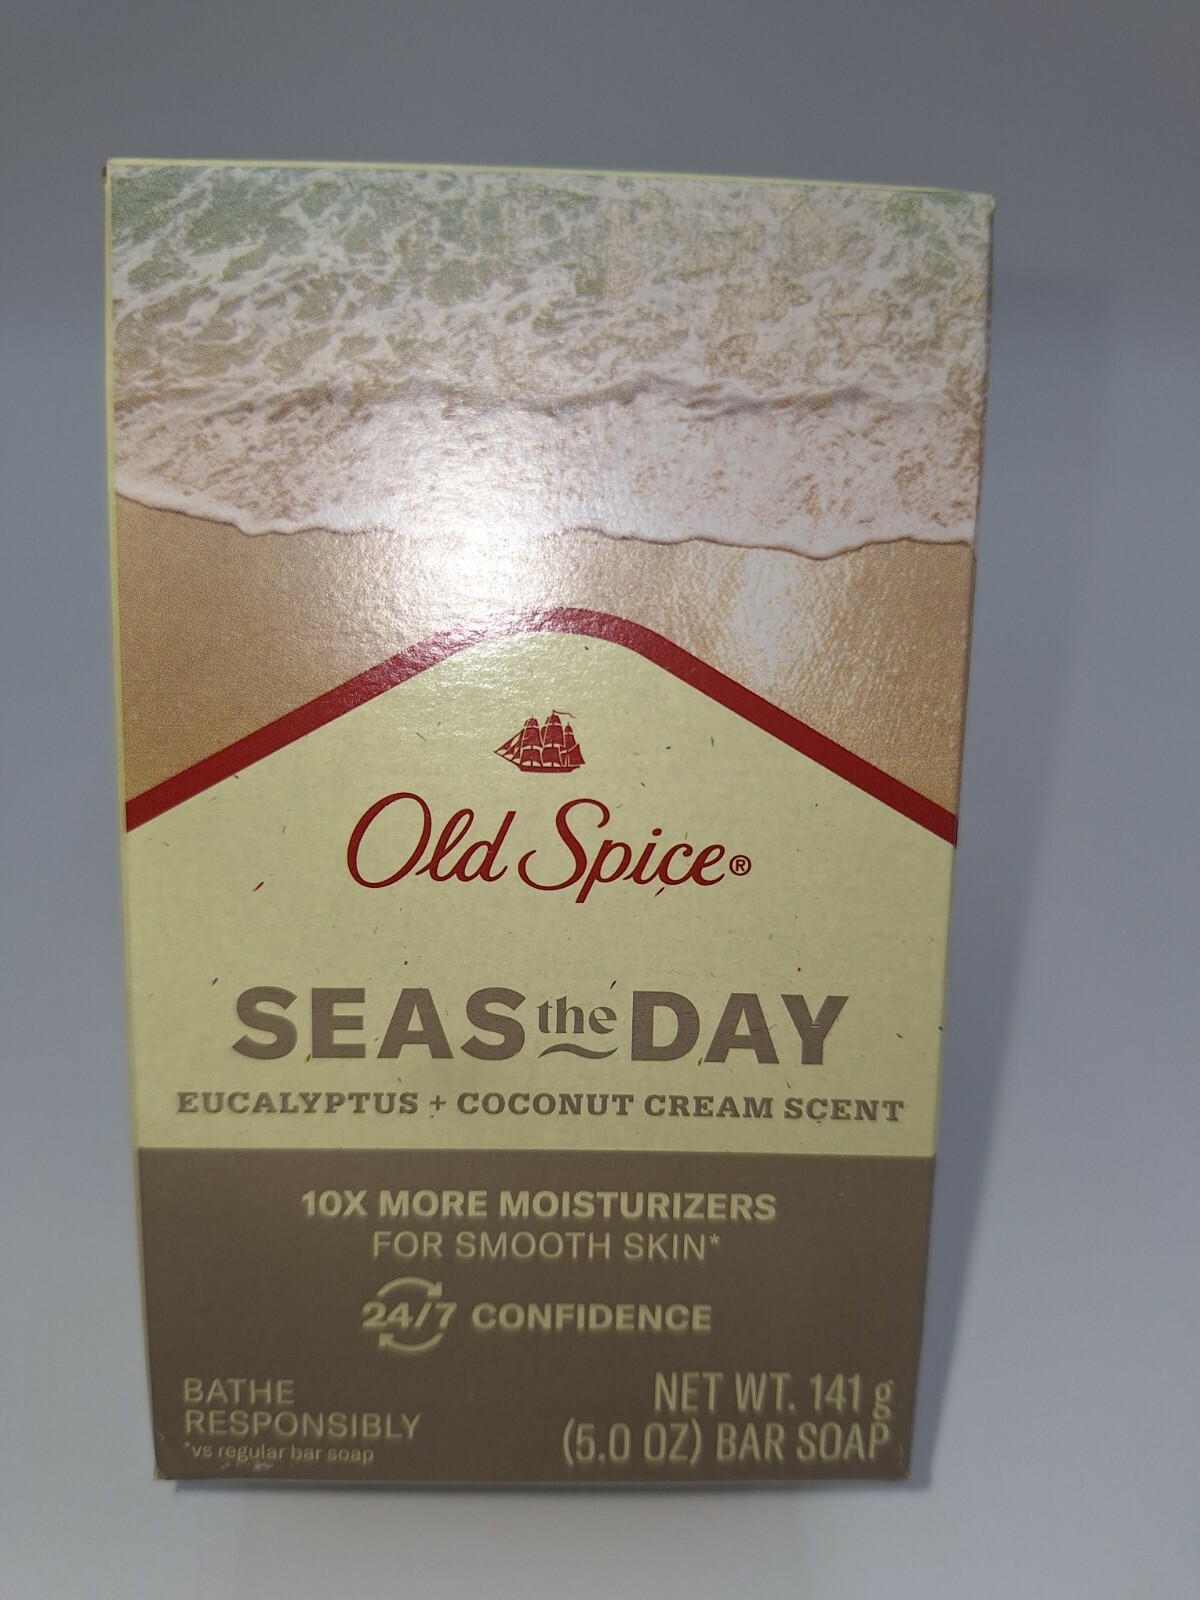 Old Spice®
SEAS the DAY
EUCALYPTUS + COCONUT CREAM SCENT
10X MORE MOISTURIZERS
FOR SMOOTH SKIN*
24/7 CONFIDENCE
BATHE
RESPONSIBLY
*vs regular bar soap
NET WT. 141 g
(5.0 OZ) BAR SOAP